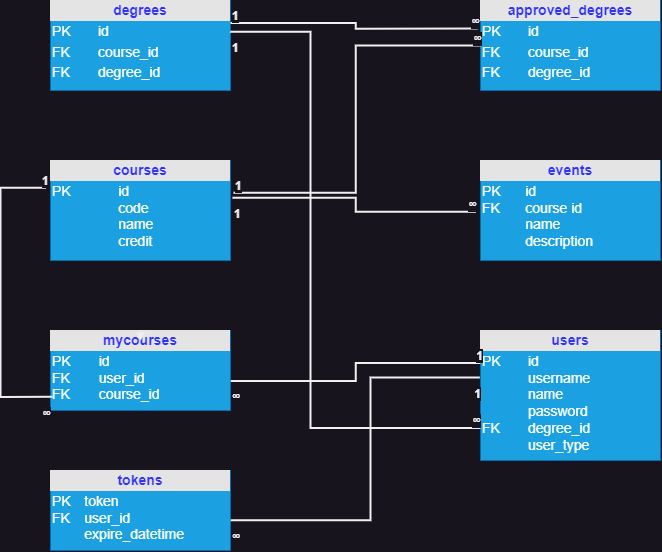 degrees
PK id
FK course_id
FK degree_id
1
1
∞
∞
approved_degrees
PK id
FK course_id
FK degree_id
1
courses
PK id
code
name
credit
1
1
∞
events
PK id
FK course id
name
description
mycourses
PK id
FK user_id
FK course_id
∞
∞
1
1
∞
users
PK id
username
name
password
FK degree_id
user_type
tokens
PK token
FK user_id
expire_datetime
∞